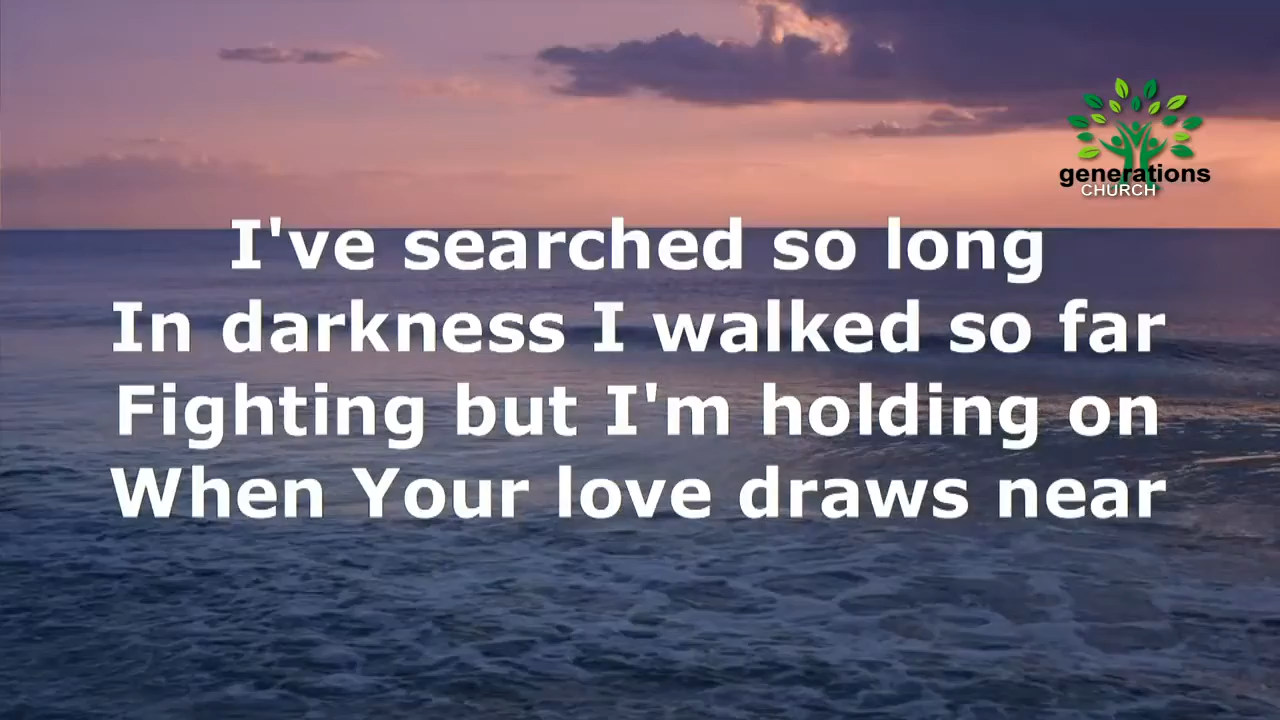 generations
CHURCH
I've searched so long
In darkness I walked so far
Fighting but I'm holding on
When Your love draws near